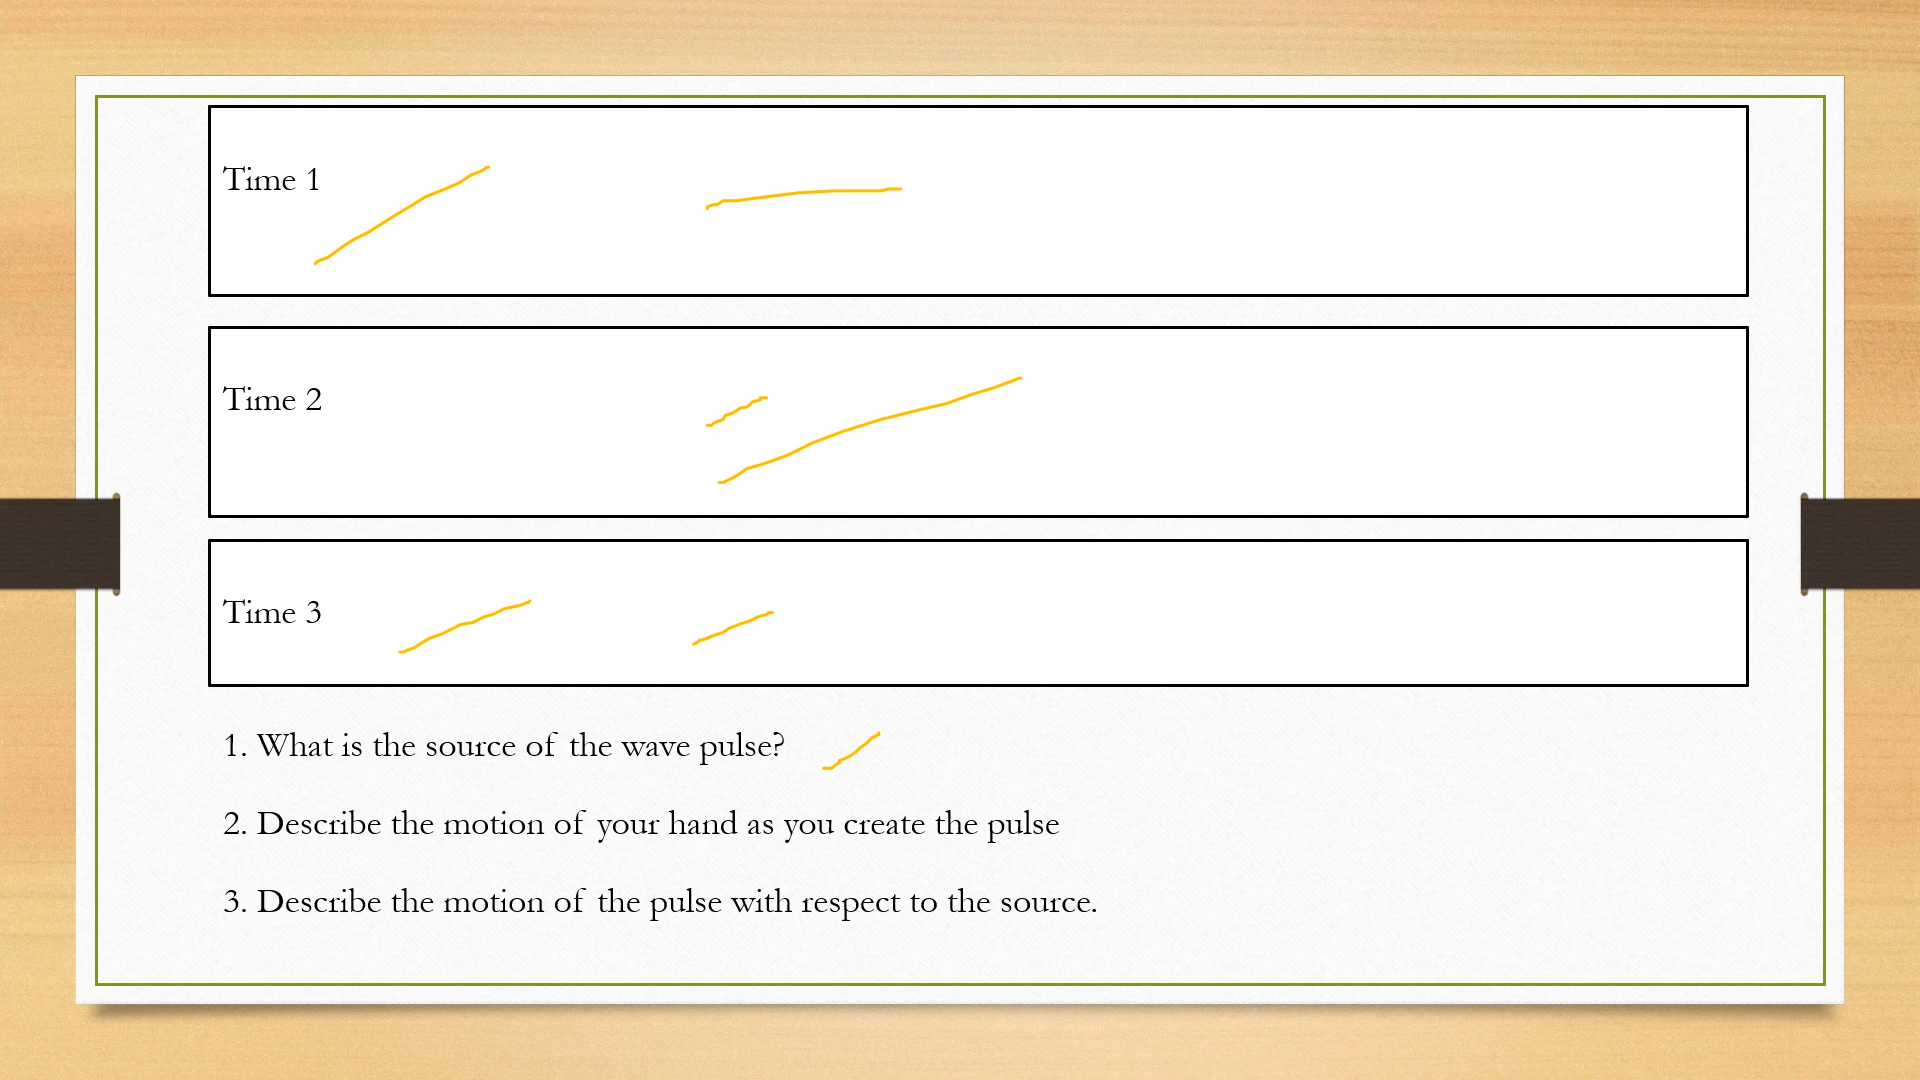 Time 1
Time 2
Time 3
1. What is the source of the wave pulse?
2. Describe the motion of your hand as you create the pulse
3. Describe the motion of the pulse with respect to the source.